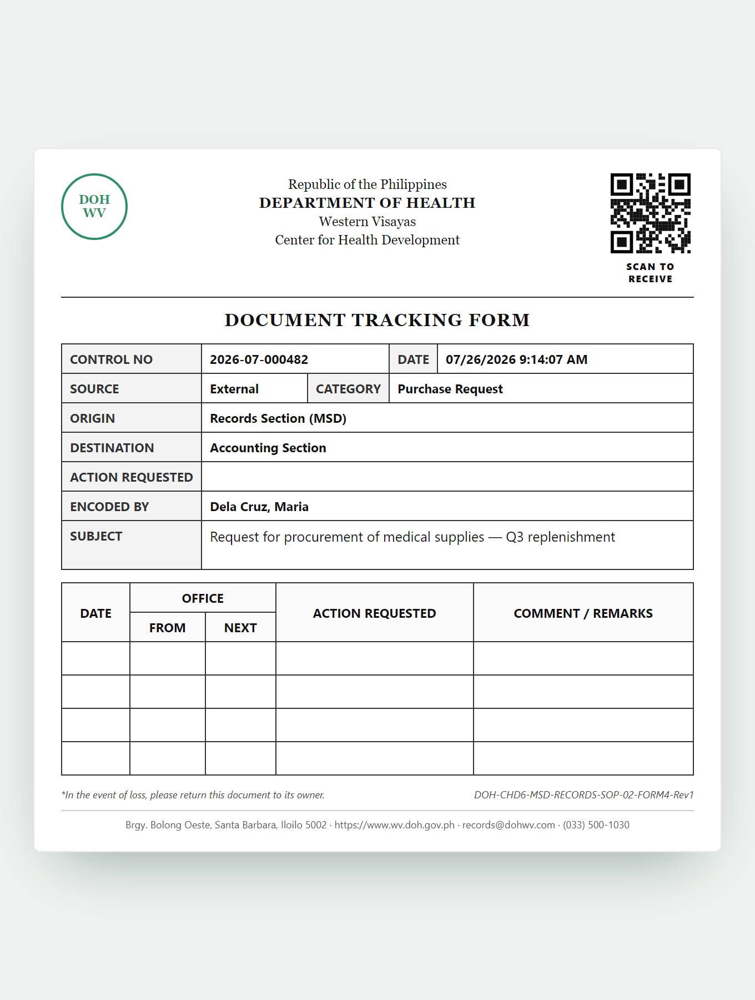 DOH
WV
Republic of the Philippines
DEPARTMENT OF HEALTH
Western Visayas
Center for Health Development
SCAN TO
RECEIVE
DOCUMENT TRACKING FORM
CONTROL NO 2026-07-000482 DATE 07/26/2026 9:14:07 AM
SOURCE External CATEGORY Purchase Request
ORIGIN Records Section (MSD)
DESTINATION Accounting Section
ACTION REQUESTED
ENCODED BY Dela Cruz, Maria
SUBJECT Request for procurement of medical supplies — Q3 replenishment
DATE OFFICE ACTION REQUESTED COMMENT / REMARKS
FROM NEXT
*In the event of loss, please return this document to its owner. DOH-CHD6-MSD-RECORDS-SOP-02-FORM4-Rev1
Brgy. Bolong Oeste, Santa Barbara, Iloilo 5002 · https://www.wv.doh.gov.ph · records@dohwv.com · (033) 500-1030